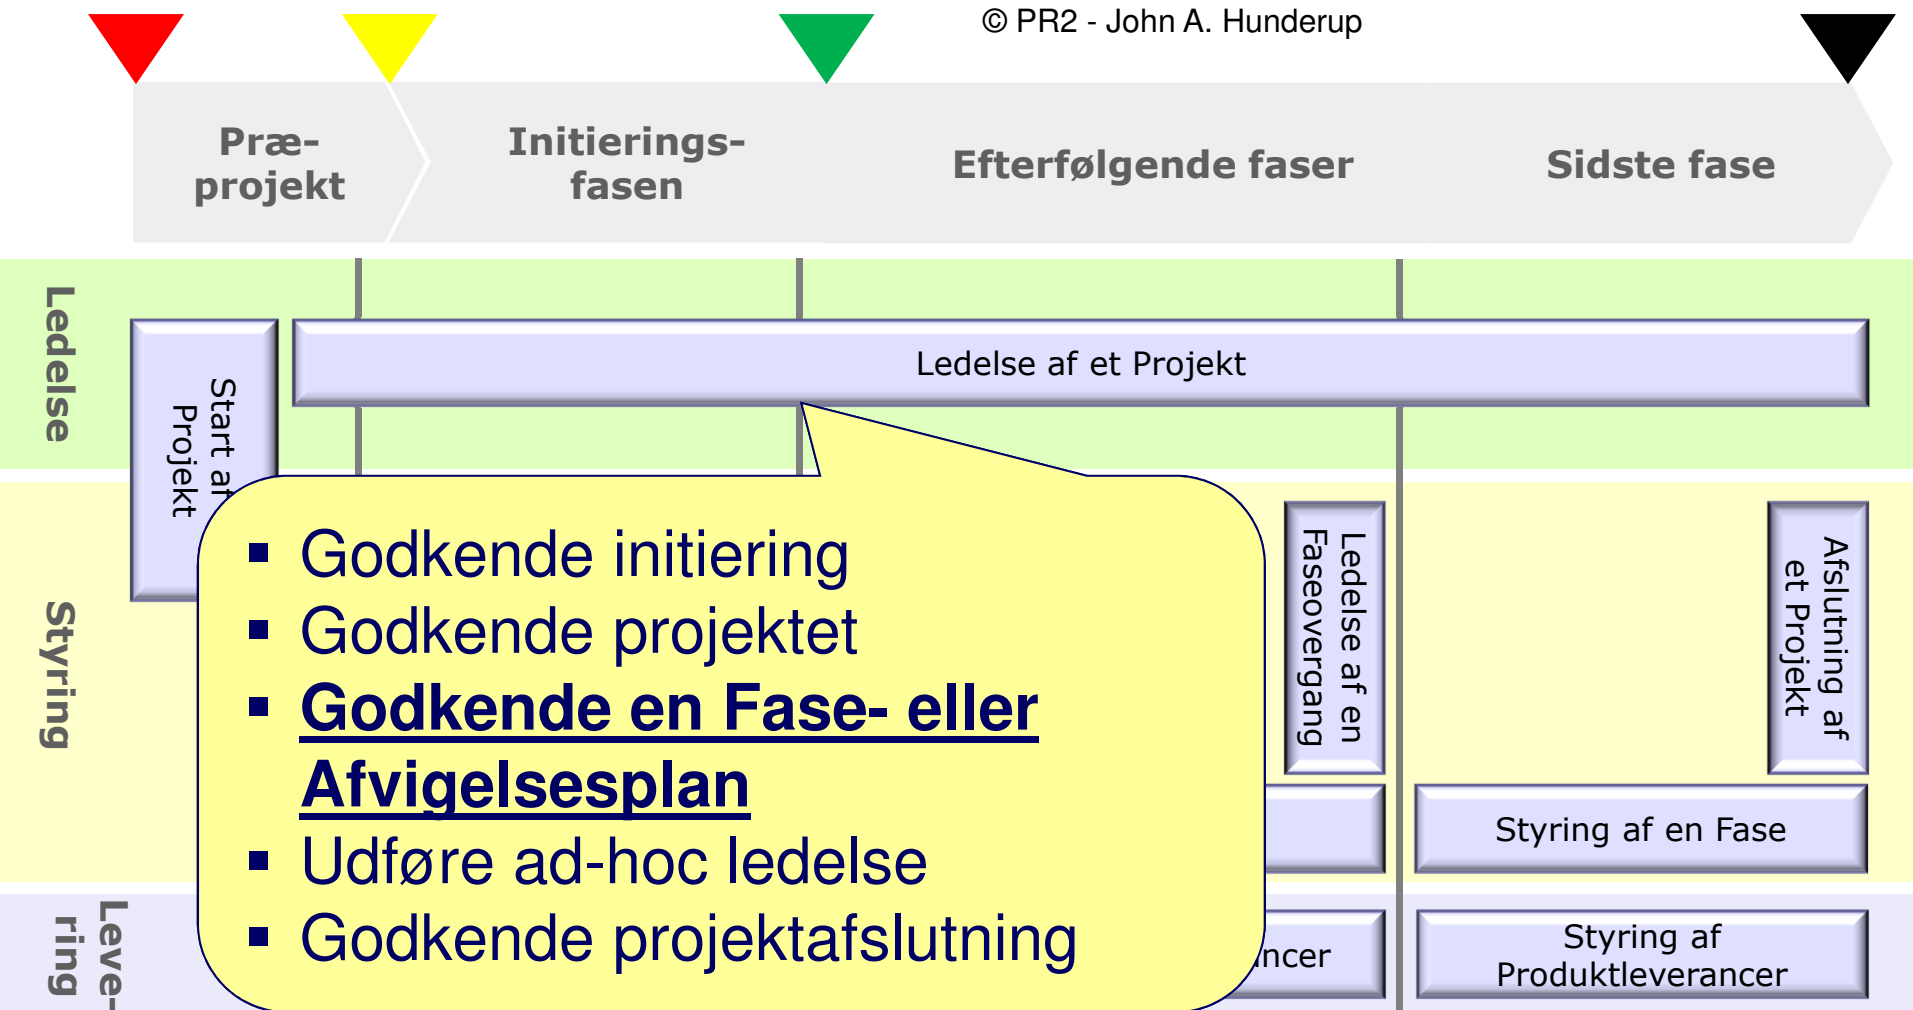 © PR2 - John A. Hunderup
Præ-
projekt
Initierings-
fasen
Efterfølgende faser
Sidste fase
Ledelse
Ledelse af et Projekt
Start af
Projekt
Styring
▪ Godkende initiering
▪ Godkende projektet
▪ Godkende en Fase- eller
Afvigelsesplan
▪ Udføre ad-hoc ledelse
▪ Godkende projektafslutning
Ledelse af en
Faseovergang
Afslutning af
et Projekt
Styring af en Fase
Leve-
ring
ncer
Styring af
Produktleverancer